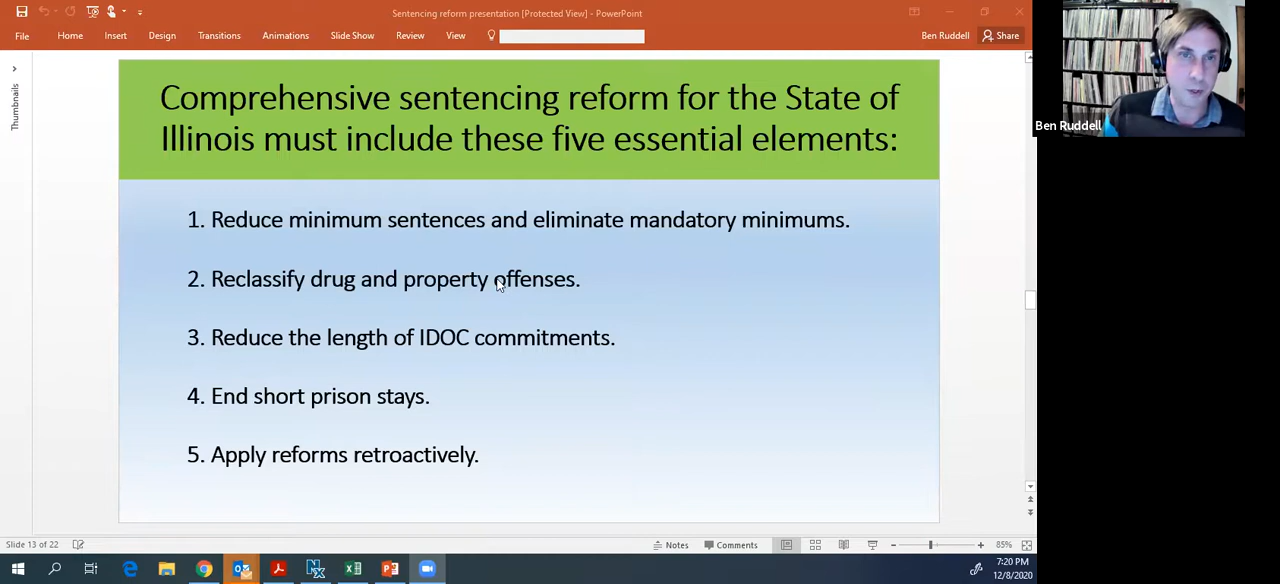 Sentencing reform presentation [Protected View] - PowerPoint
File Home Insert Design Transitions Animations Slide Show Review View Ben Ruddell Share
Thumbnails
Comprehensive sentencing reform for the State of
Illinois must include these five essential elements:
1. Reduce minimum sentences and eliminate mandatory minimums.
2. Reclassify drug and property offenses.
3. Reduce the length of IDOC commitments.
4. End short prison stays.
5. Apply reforms retroactively.
Ben Ruddell
Slide 13 of 22 Notes Comments 85%
7:20 PM
12/8/2020